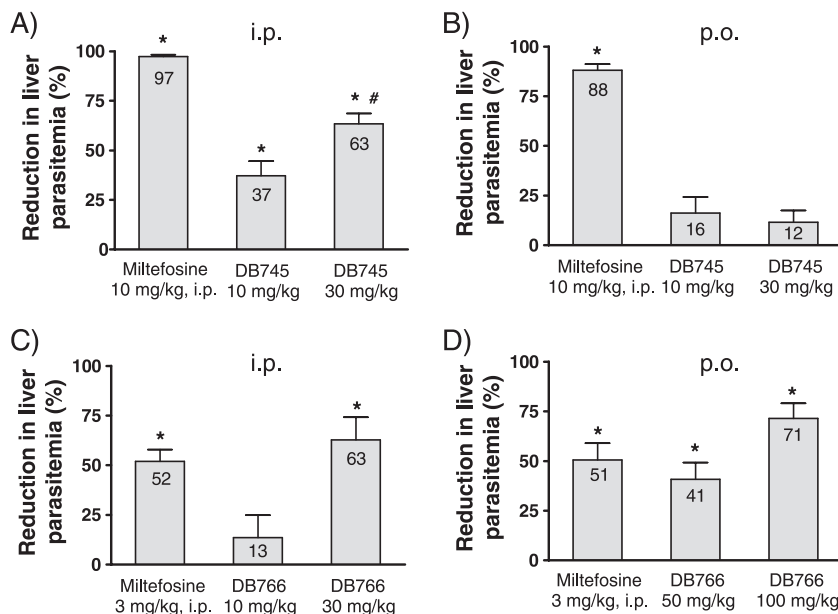 A)
i.p.
Reduction in liver
parasitemia (%)
100
75
50
25
0
*
97
*
37
* #
63
Miltefosine
10 mg/kg, i.p.
DB745
10 mg/kg
DB745
30 mg/kg
B)
p.o.
Reduction in liver
parasitemia (%)
100
75
50
25
0
*
88
16
12
Miltefosine
10 mg/kg, i.p.
DB745
10 mg/kg
DB745
30 mg/kg
C)
i.p.
Reduction in liver
parasitemia (%)
100
75
50
25
0
*
52
13
*
63
Miltefosine
3 mg/kg, i.p.
DB766
10 mg/kg
DB766
30 mg/kg
D)
p.o.
Reduction in liver
parasitemia (%)
100
75
50
25
0
*
51
*
41
*
71
Miltefosine
3 mg/kg, i.p.
DB766
50 mg/kg
DB766
100 mg/kg